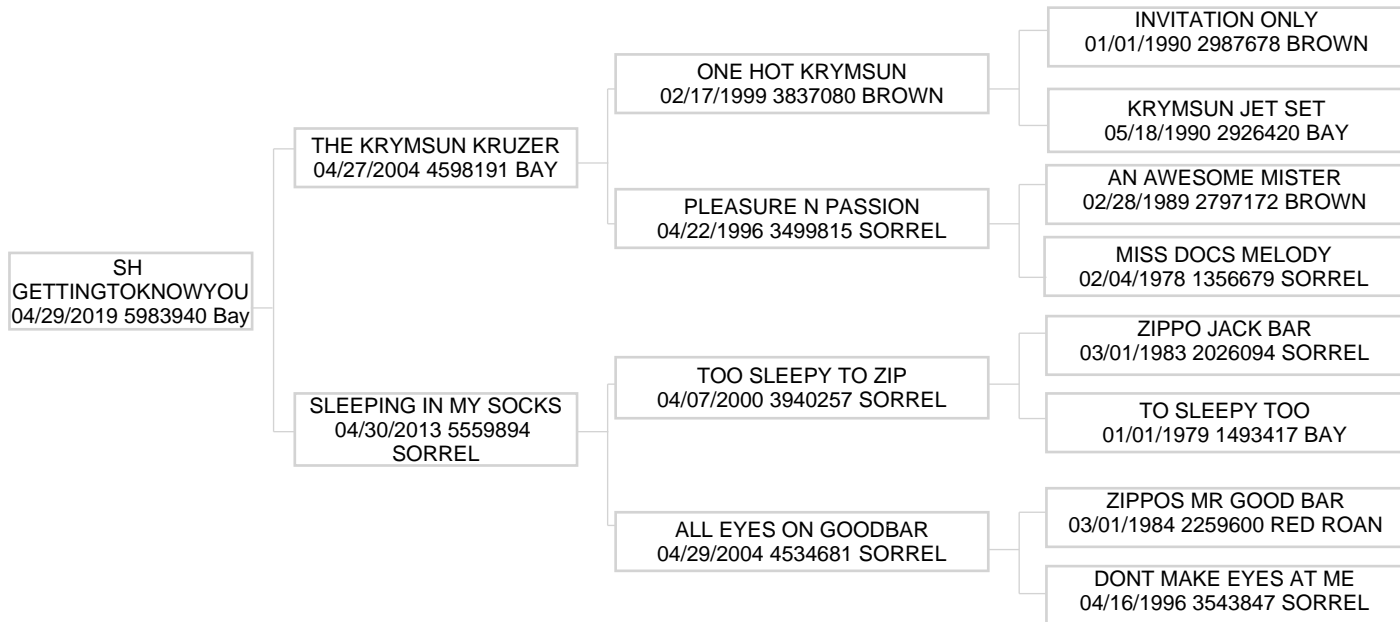 SH
GETTINGTOKNOWYOU
04/29/2019 5983940 Bay
THE KRYMSUN KRUZER
04/27/2004 4598191 BAY
SLEEPING IN MY SOCKS
04/30/2013 5559894
SORREL
ONE HOT KRYMSUN
02/17/1999 3837080 BROWN
PLEASURE N PASSION
04/22/1996 3499815 SORREL
TOO SLEEPY TO ZIP
04/07/2000 3940257 SORREL
ALL EYES ON GOODBAR
04/29/2004 4534681 SORREL
INVITATION ONLY
01/01/1990 2987678 BROWN
KRYMSUN JET SET
05/18/1990 2926420 BAY
AN AWESOME MISTER
02/28/1989 2797172 BROWN
MISS DOCS MELODY
02/04/1978 1356679 SORREL
ZIPPO JACK BAR
03/01/1983 2026094 SORREL
TO SLEEPY TOO
01/01/1979 1493417 BAY
ZIPPOS MR GOOD BAR
03/01/1984 2259600 RED ROAN
DONT MAKE EYES AT ME
04/16/1996 3543847 SORREL